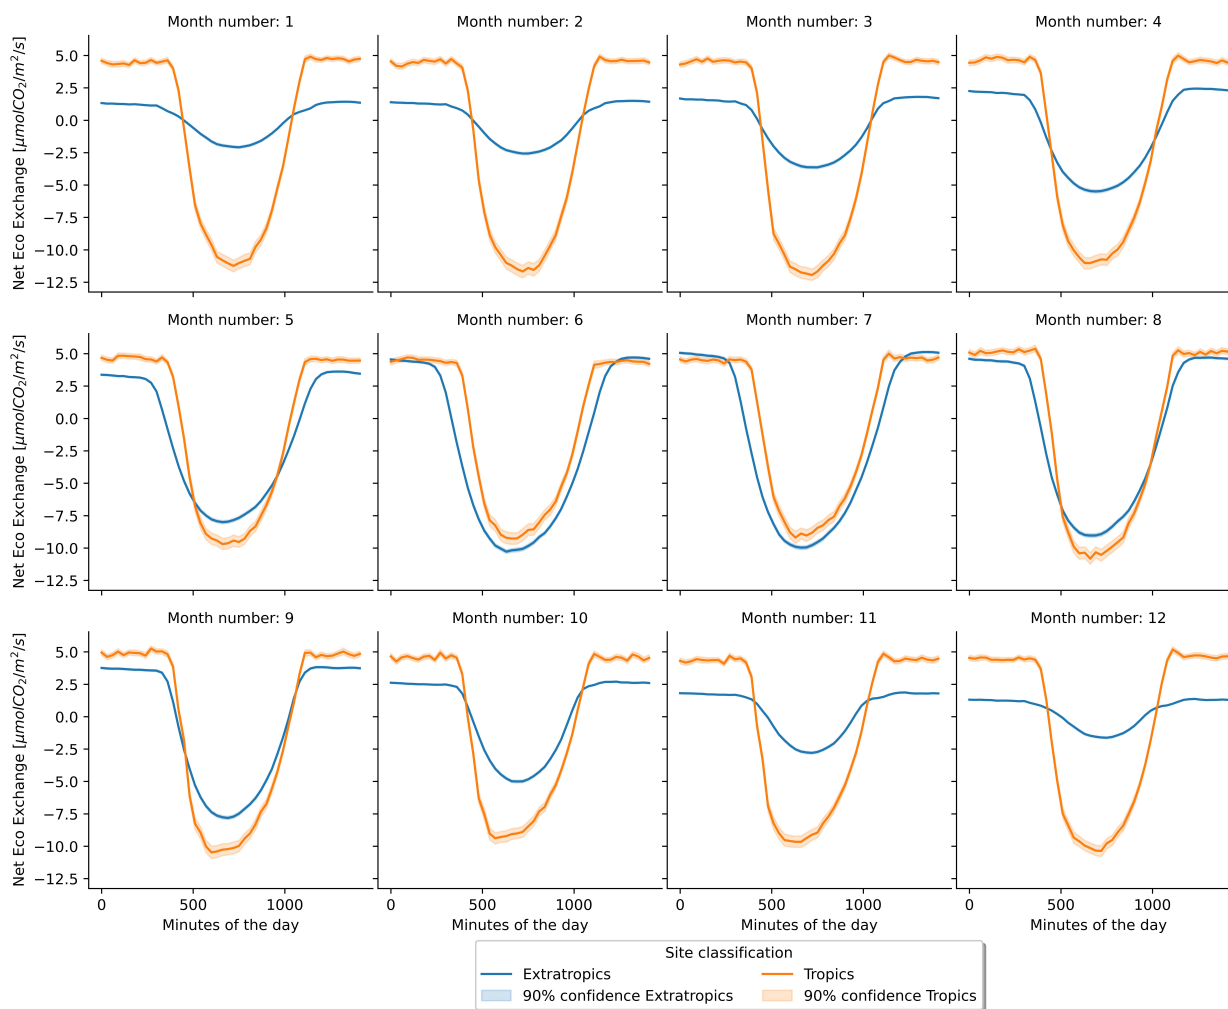 Month number: 1
Month number: 2
Month number: 3
Month number: 4
Net Eco Exchange [μmolCO₂/m²/s]
5.0
2.5
0.0
−2.5
−5.0
−7.5
−10.0
−12.5
0
500
1000
0
500
1000
0
500
1000
Month number: 5
Month number: 6
Month number: 7
Month number: 8
Net Eco Exchange [μmolCO₂/m²/s]
5.0
2.5
0.0
−2.5
−5.0
−7.5
−10.0
−12.5
Month number: 9
Month number: 10
Month number: 11
Month number: 12
Net Eco Exchange [μmolCO₂/m²/s]
5.0
2.5
0.0
−2.5
−5.0
−7.5
−10.0
−12.5
0
500
1000
Minutes of the day
Minutes of the day
Minutes of the day
Minutes of the day
0
500
1000
Site classification
Extratropics
Tropics
90% confidence Extratropics
90% confidence Tropics